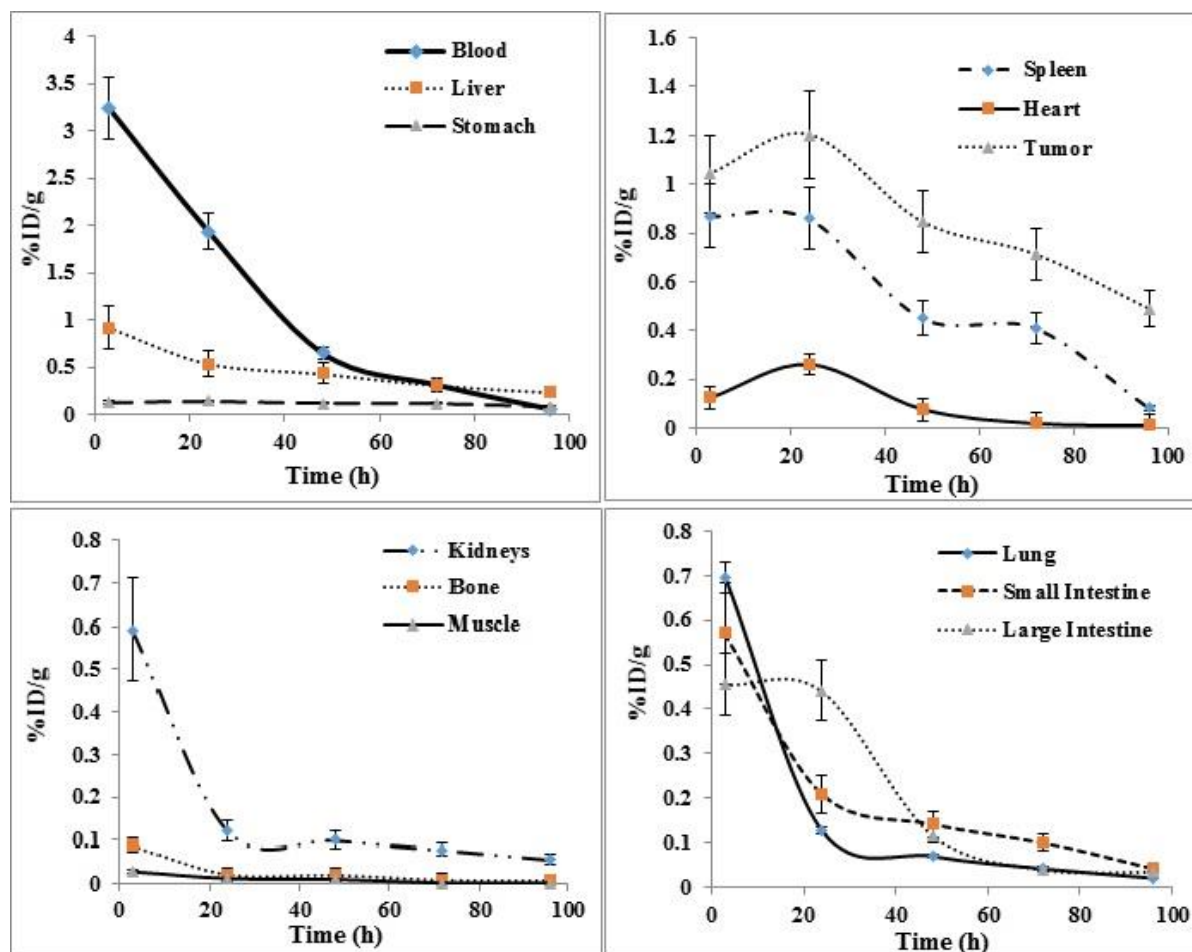 4
3.5
3
2.5
2
1.5
1
0.5
0
%ID/g
0 20 40 60 80 100
Time (h)
Blood
Liver
Stomach
1.6
1.4
1.2
1
0.8
0.6
0.4
0.2
0
%ID/g
0 20 40 60 80 100
Time (h)
Spleen
Heart
Tumor
0.8
0.7
0.6
0.5
0.4
0.3
0.2
0.1
0
%ID/g
0 20 40 60 80 100
Time (h)
Kidneys
Bone
Muscle
0.8
0.7
0.6
0.5
0.4
0.3
0.2
0.1
0
%ID/g
0 20 40 60 80 100
Time (h)
Lung
Small Intestine
Large Intestine